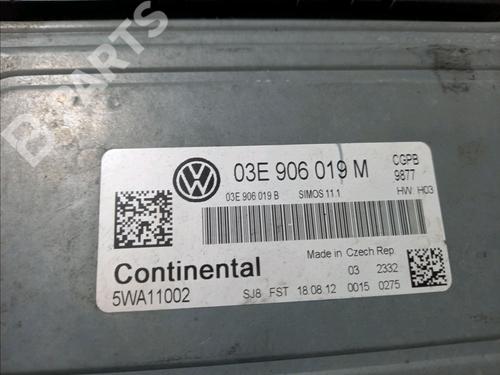 B-PARTS
03E 906 019 M
CGPB
9877
03E 906 019 B SIMOS 11.1 HW H03
Made in Czech Rep.
Continental 03 2332
5WA11002 SJ8 FST 18.08.12 0015 0275